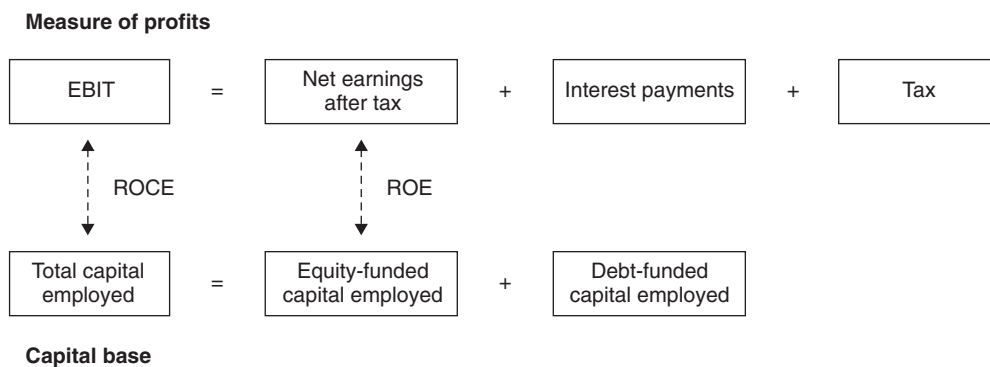 Measure of profits
EBIT = Net earnings
after tax + Interest payments + Tax
ROCE ROE
Total capital
employed = Equity-funded
capital employed + Debt-funded
capital employed
Capital base